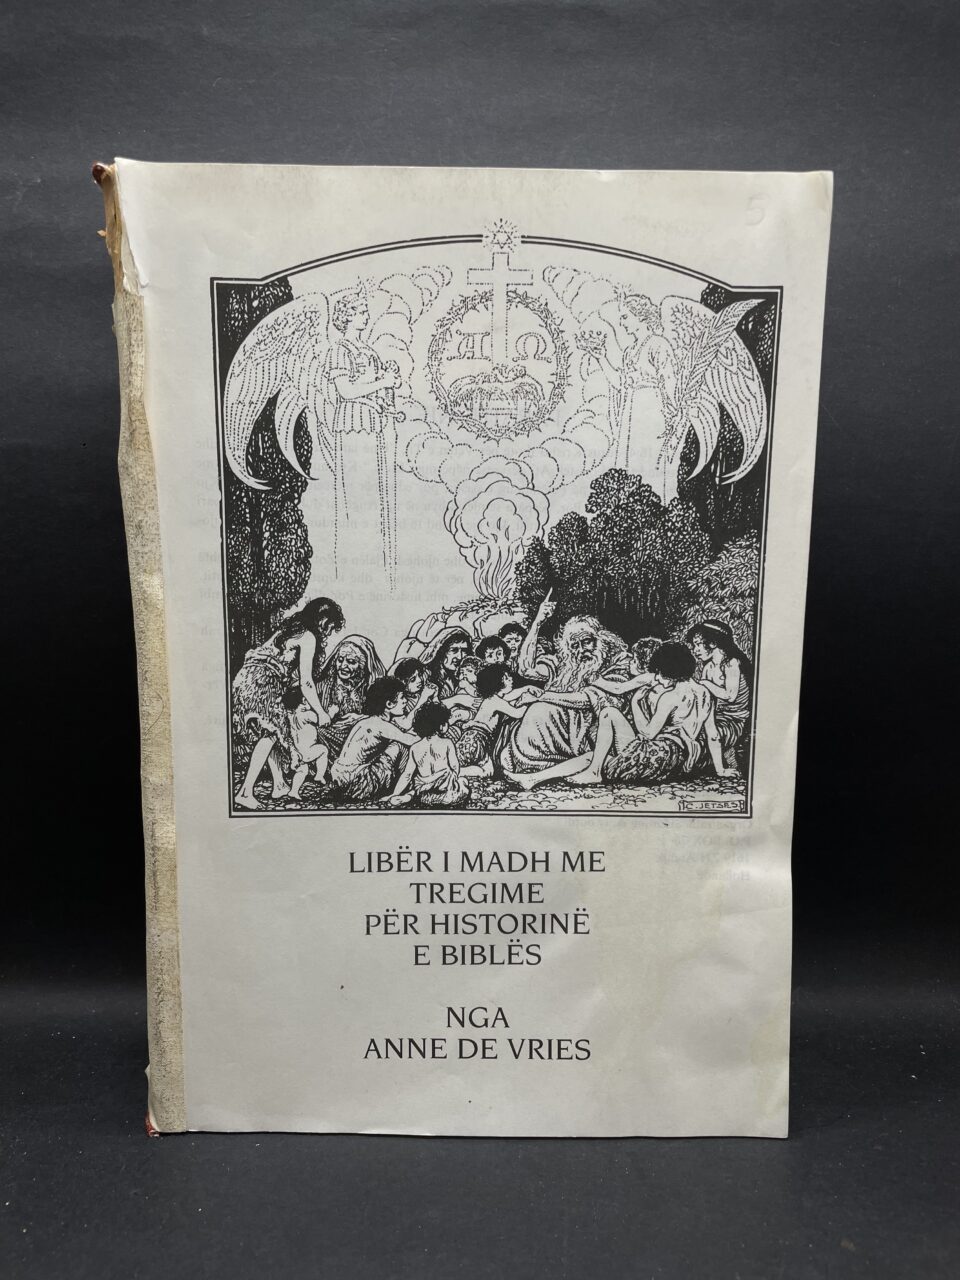 5
A Ω
C. JETSES
LIBËR I MADH ME
TREGIME
PËR HISTORINË
E BIBLËS
NGA
ANNE DE VRIES